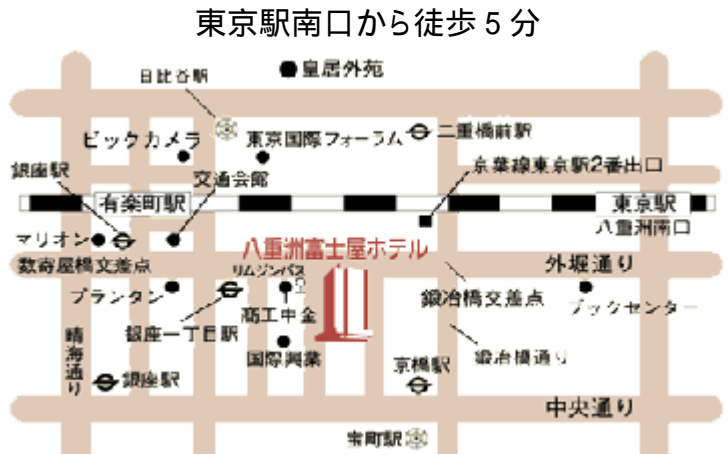 東京駅南口から徒歩5分
皇居外苑
日比谷駅
ビックカメラ
東京国際フォーラム
二重橋前駅
銀座駅
交通会館
京葉線東京駅2番出口
有楽町駅
東京駅
八重洲南口
マリオン
八重洲富士屋ホテル
数寄屋橋交差点
リムジンバス
外堀通り
プランタン
商工中金
鍛冶橋交差点
ブックセンター
銀座一丁目駅
国際興業
晴海通り
銀座駅
京橋駅
鍛冶橋通り
中央通り
宝町駅